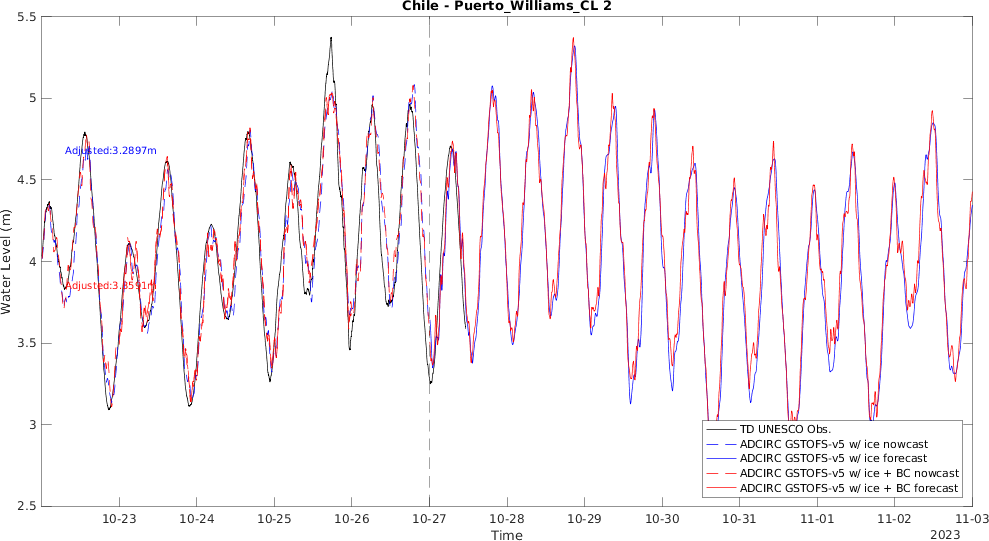 Chile - Puerto_Williams_CL 2
5.5
5
4.5
4
3.5
3
2.5
Water Level (m)
Adjusted:3.2897m
TD UNESCO Obs.
ADCIRC GSTOFS-v5 w/ ice nowcast
ADCIRC GSTOFS-v5 w/ ice forecast
ADCIRC GSTOFS-v5 w/ ice + BC nowcast
ADCIRC GSTOFS-v5 w/ ice + BC forecast
10-23 10-24 10-25 10-26 10-27 10-28 10-29 10-30 10-31 11-01 11-02 11-03
Time
2023